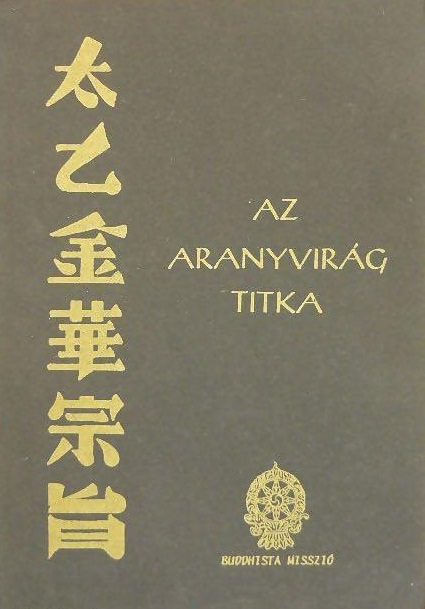 太乙金華宗旨
AZ
ARANYVIRÁG
TITKA
BUDDHISTA MISSZIÓ